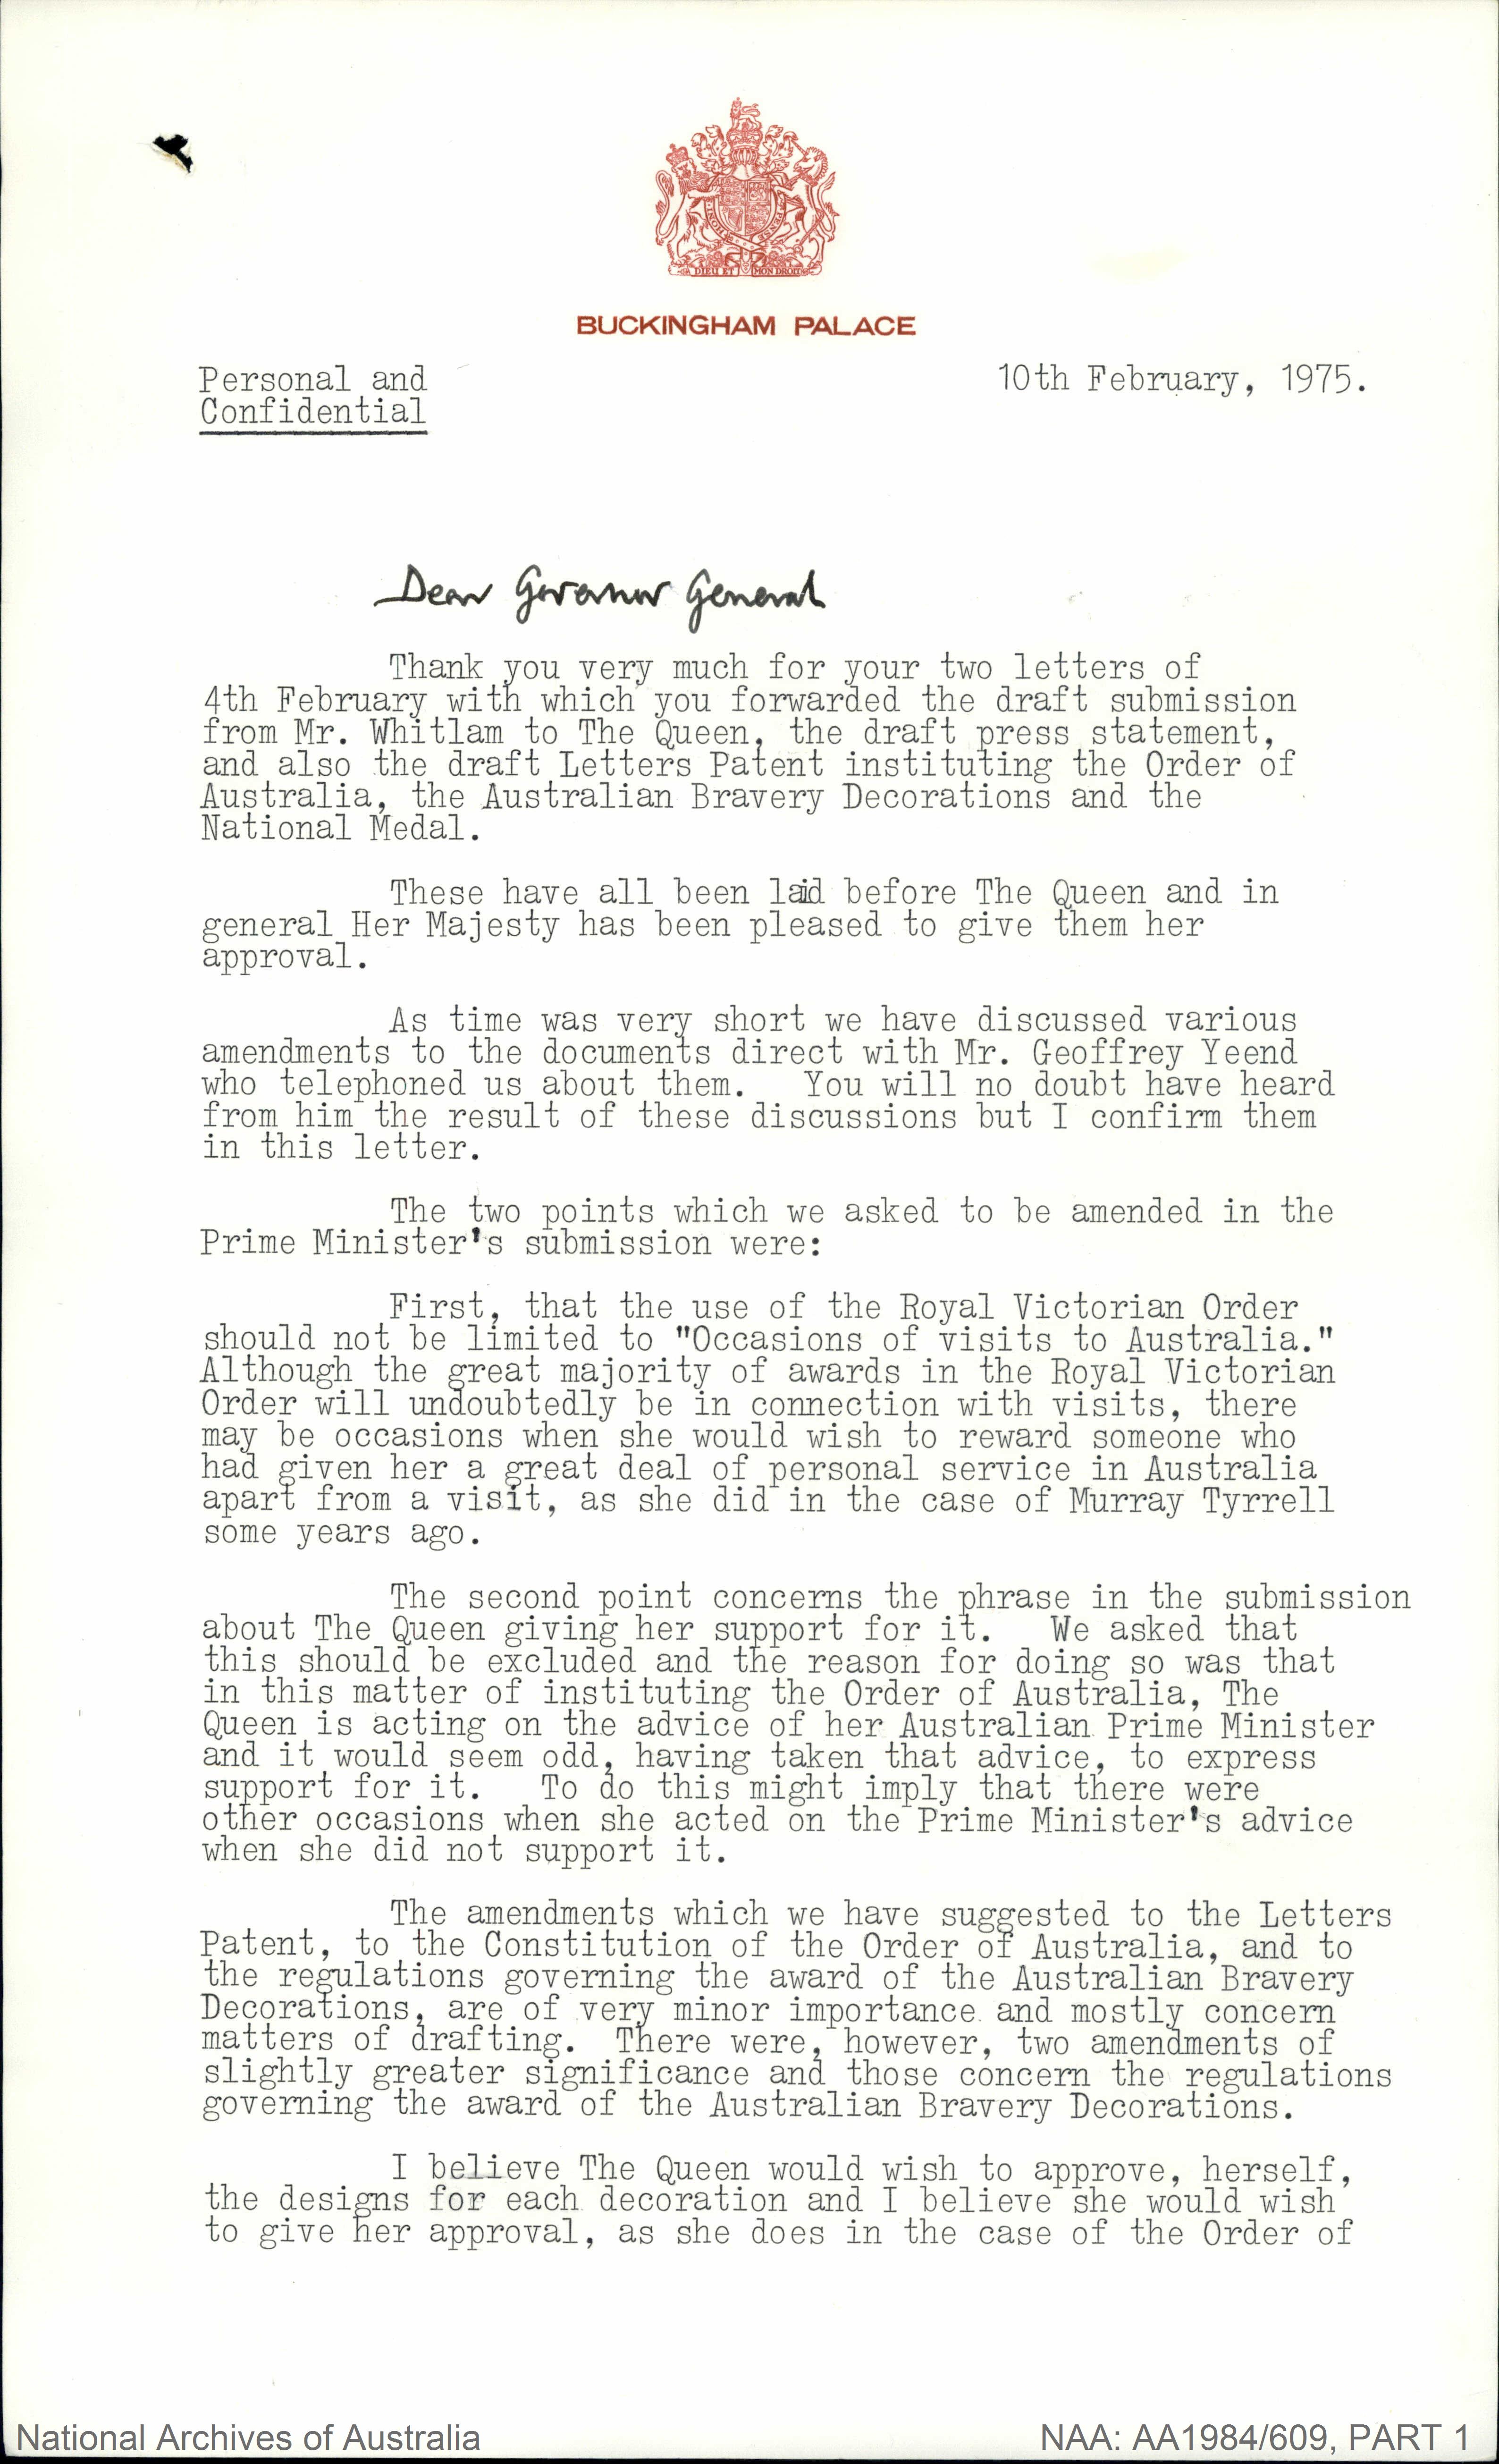 HONI PENSE
DIEU ET MON DROIT
BUCKINGHAM PALACE
Personal and
Confidential
10th February, 1975.
Dear Governor General
Thank you very much for your two letters of
4th February with which you forwarded the draft submission
from Mr. Whitlam to The Queen, the draft press statement,
and also the draft Letters Patent instituting the Order of
Australia, the Australian Bravery Decorations and the
National Medal.
These have all been laid before The Queen and in
general Her Majesty has been pleased to give them her
approval.
As time was very short we have discussed various
amendments to the documents direct with Mr. Geoffrey Yeend
who telephoned us about them. You will no doubt have heard
from him the result of these discussions but I confirm them
in this letter.
The two points which we asked to be amended in the
Prime Minister's submission were:
First, that the use of the Royal Victorian Order
should not be limited to "Occasions of visits to Australia."
Although the great majority of awards in the Royal Victorian
Order will undoubtedly be in connection with visits, there
may be occasions when she would wish to reward someone who
had given her a great deal of personal service in Australia
apart from a visit, as she did in the case of Murray Tyrrell
some years ago.
The second point concerns the phrase in the submission
about The Queen giving her support for it. We asked that
this should be excluded and the reason for doing so was that
in this matter of instituting the Order of Australia, The
Queen is acting on the advice of her Australian Prime Minister
and it would seem odd, having taken that advice, to express
support for it. To do this might imply that there were
other occasions when she acted on the Prime Minister's advice
when she did not support it.
The amendments which we have suggested to the Letters
Patent, to the Constitution of the Order of Australia, and to
the regulations governing the award of the Australian Bravery
Decorations, are of very minor importance and mostly concern
matters of drafting. There were, however, two amendments of
slightly greater significance and those concern the regulations
governing the award of the Australian Bravery Decorations.
I believe The Queen would wish to approve, herself,
the designs for each decoration and I believe she would wish
to give her approval, as she does in the case of the Order of
National Archives of Australia
NAA: AA1984/609, PART 1